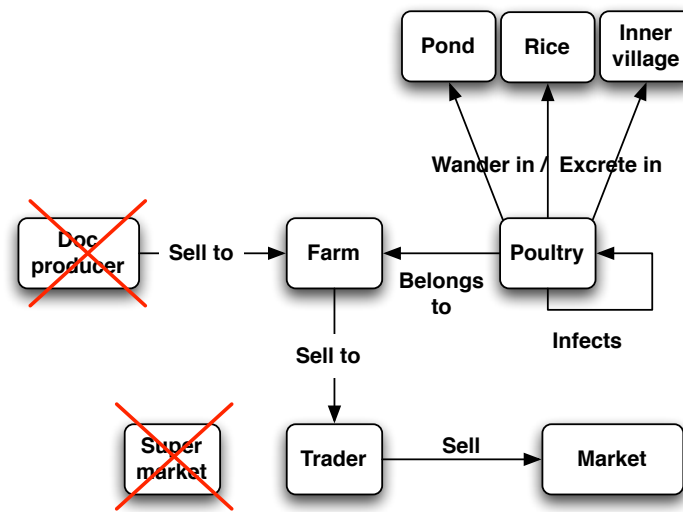 Pond
Rice
Inner
village
Wander in / Excrete in
Doc
producer
Sell to
Farm
Belongs
to
Poultry
Infects
Sell to
Super
market
Trader
Sell
Market